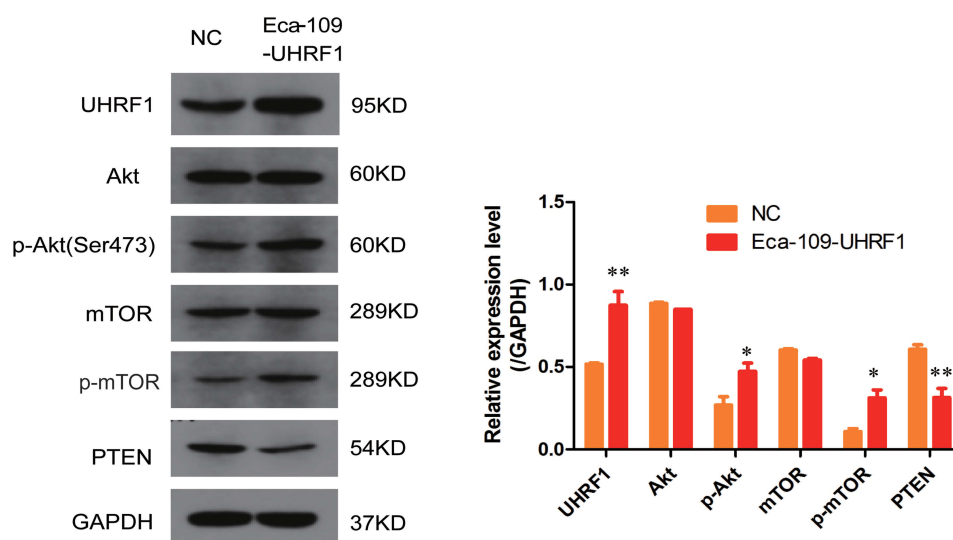 NC
Eca-109
-UHRF1
UHRF1
95KD
Akt
60KD
p-Akt(Ser473)
60KD
mTOR
289KD
p-mTOR
289KD
PTEN
54KD
GAPDH
37KD
Relative expression level
(/GAPDH)
1.5
1.0
0.5
0.0
NC
Eca-109-UHRF1
**
*
*
**
UHRF1
Akt
p-Akt
mTOR
p-mTOR
PTEN